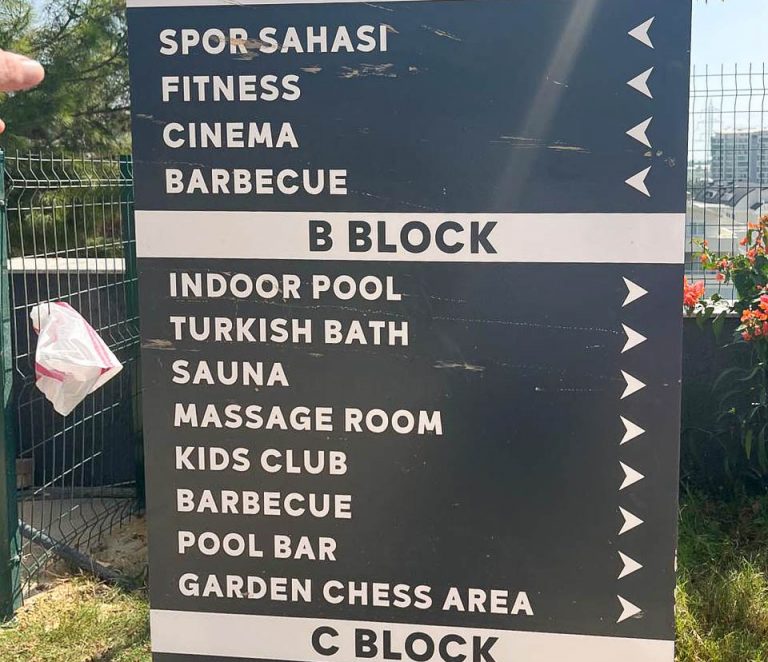 SPOR SAHASI
FITNESS
CINEMA
BARBECUE
B BLOCK
INDOOR POOL
TURKISH BATH
SAUNA
MASSAGE ROOM
KIDS CLUB
BARBECUE
POOL BAR
GARDEN CHESS AREA
C BLOCK